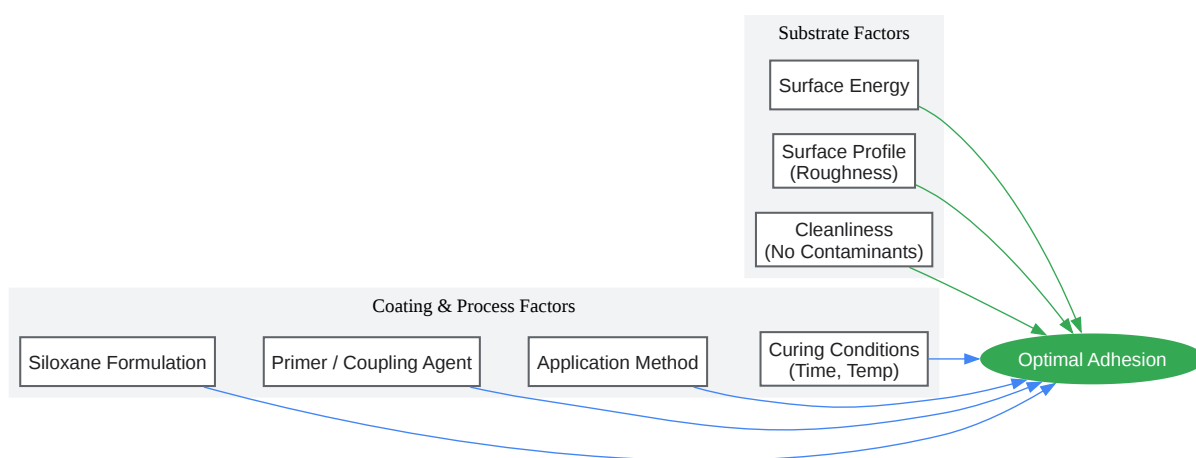 Substrate Factors
Surface Energy
Surface Profile
(Roughness)
Cleanliness
(No Contaminants)
Coating & Process Factors
Siloxane Formulation
Primer / Coupling Agent
Application Method
Curing Conditions
(Time, Temp)
Optimal Adhesion